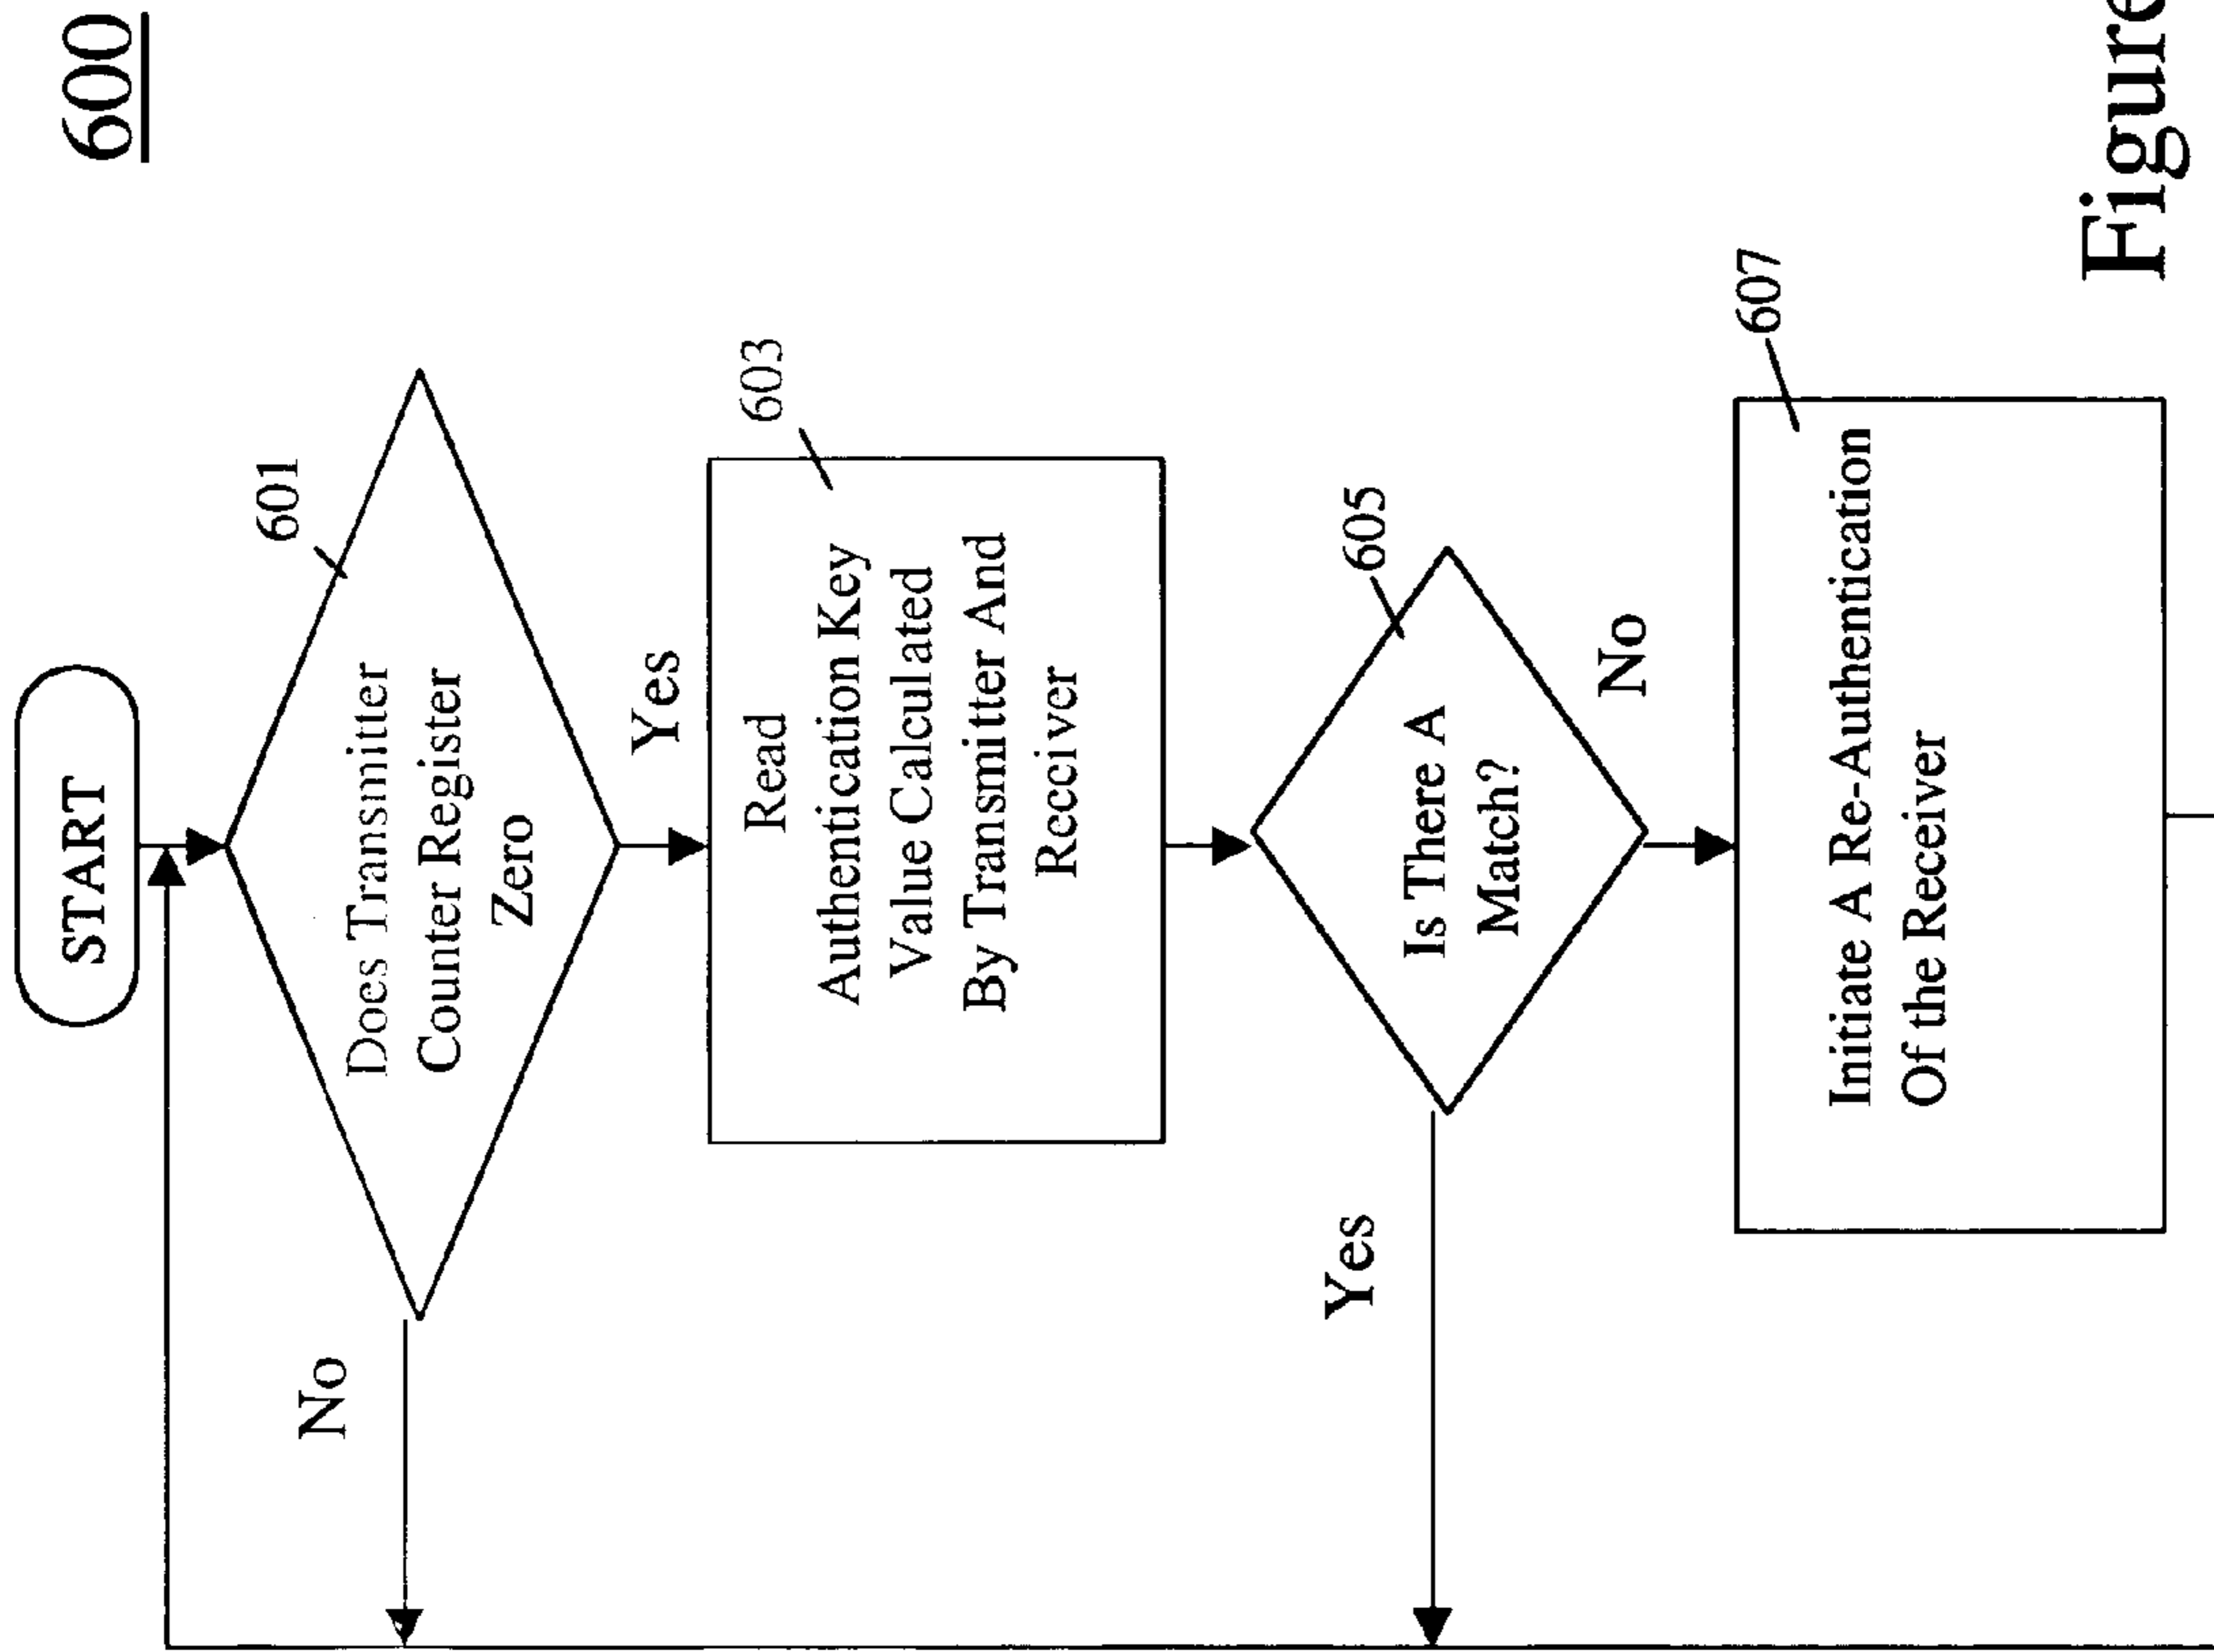 600
START
601
Does Transmitter
Counter Register
Zero
No
Yes
603
Read
Authentication Key
Value Calculated
By Transmitter And
Receiver
605
Is There A
Match?
Yes
No
607
Initiate A Re-Authentication
Of the Receiver
Figure